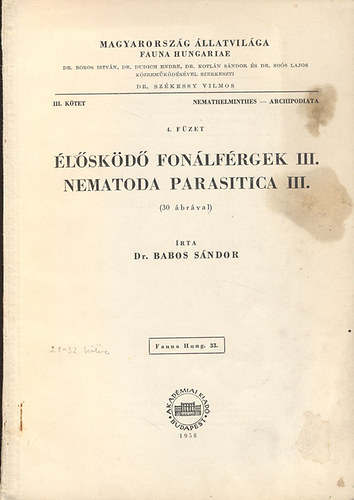 MAGYARORSZÁG ÁLLATVILÁGA
FAUNA HUNGARIAE
DR. BOROS ISTVÁN, DR. DUDICH ENDRE, DR. KOTLÁN SÁNDOR ÉS DR. SOÓS LAJOS
KÖZREMŰKÖDÉSÉVEL SZERKESZTI
DR. SZÉKESSY VILMOS
III. KÖTET NEMATHELMINTHES — ARCHIPODIATA
4. FÜZET
ÉLŐSKÖDŐ FONÁLFÉRGEK III.
NEMATODA PARASITICA III.
(30 ábrával)
ÍRTA
Dr. BABOS SÁNDOR
21-32
Fauna Hung. 33.
AKADÉMIAI KIADÓ
BUDAPEST
1958